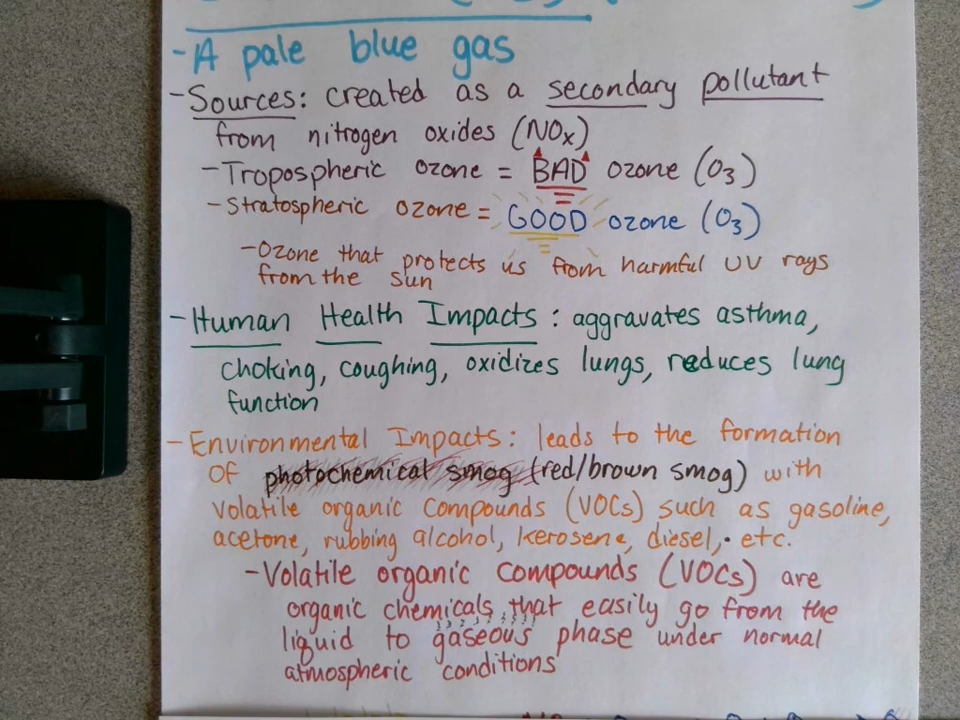 - A pale blue gas
- Sources: created as a secondary pollutant
from nitrogen oxides (NOx)
- Tropospheric ozone = BAD ozone (O3)
- Stratospheric ozone = GOOD ozone (O3)
- Ozone that protects us from harmful UV rays
from the sun
- Human Health Impacts: aggravates asthma,
choking, coughing, oxidizes lungs, reduces lung
function
- Environmental Impacts: leads to the formation
of photochemical smog (red/brown smog) with
volatile organic compounds (VOCs) such as gasoline,
acetone, rubbing alcohol, kerosene, diesel, etc.
- Volatile organic compounds (VOCs) are
organic chemicals that easily go from the
liquid to gaseous phase under normal
atmospheric conditions